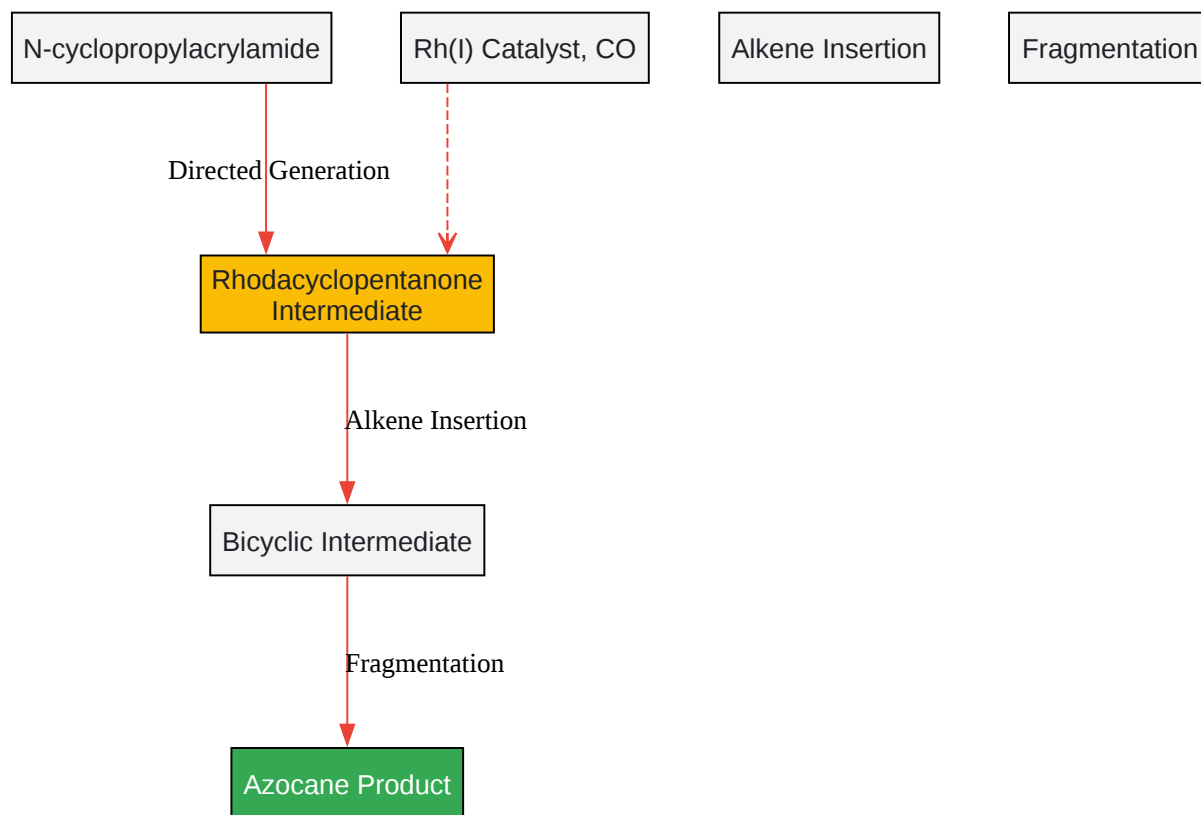 N-cyclopropylacrylamide
Rh(I) Catalyst, CO
Alkene Insertion
Fragmentation
Directed Generation
Rhodacyclopentanone
Intermediate
Alkene Insertion
Bicyclic Intermediate
Fragmentation
Azocane Product